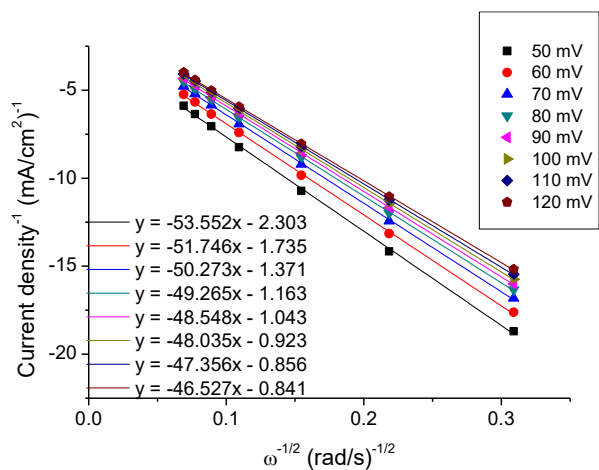 50 mV
60 mV
70 mV
80 mV
90 mV
100 mV
110 mV
120 mV
-5
-10
-15
-20
Current density⁻¹ (mA/cm²)⁻¹
y = -53.552x - 2.303
y = -51.746x - 1.735
y = -50.273x - 1.371
y = -49.265x - 1.163
y = -48.548x - 1.043
y = -48.035x - 0.923
y = -47.356x - 0.856
y = -46.527x - 0.841
0.0 0.1 0.2 0.3
ω⁻¹/² (rad/s)⁻¹/²